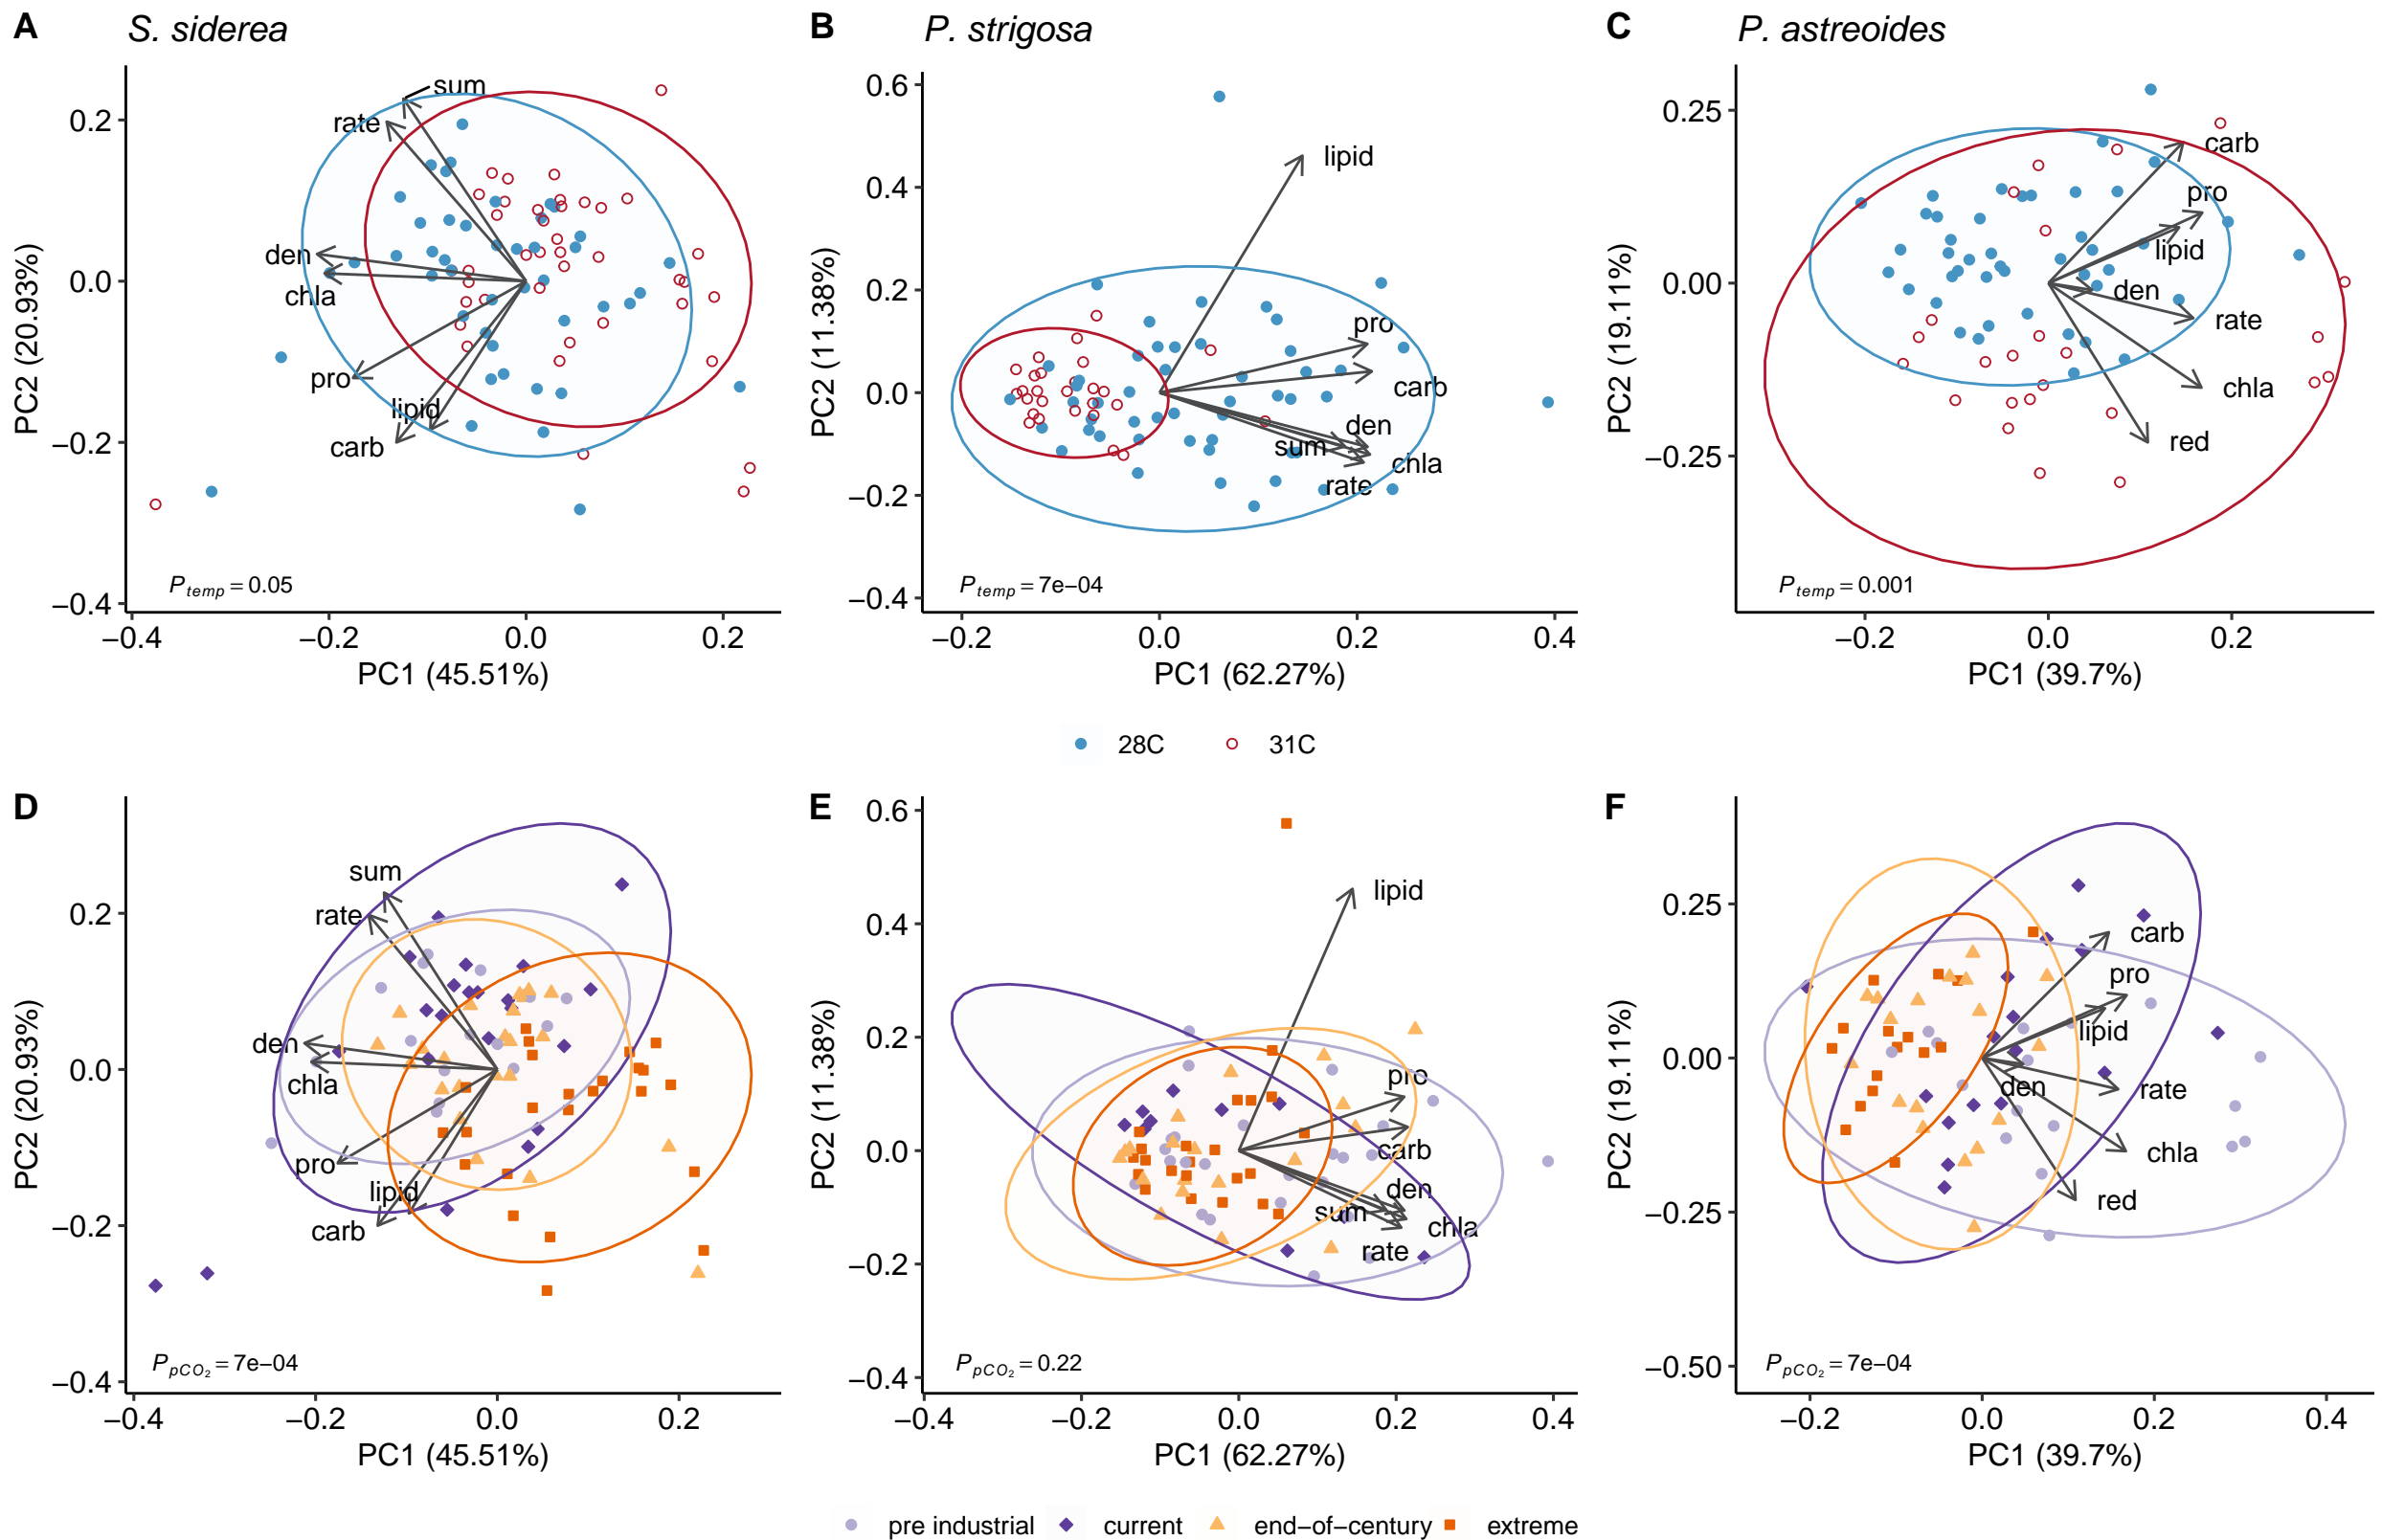 A S. siderea
0.2
0.0
−0.2
−0.4
PC2 (20.93%)
sum
rate
den
chla
pro
lipid
carb
P temp = 0.05
−0.4 −0.2 0.0 0.2
PC1 (45.51%)
B P. strigosa
0.6
0.4
0.2
0.0
−0.2
−0.4
PC2 (11.38%)
lipid
pro
carb
den
sum
chla
rate
P temp = 7e−04
−0.2 0.0 0.2 0.4
PC1 (62.27%)
C P. astreoides
0.25
0.00
−0.25
PC2 (19.11%)
carb
pro
lipid
den
rate
chla
red
P temp = 0.001
−0.2 0.0 0.2
PC1 (39.7%)
28C 31C
D
0.2
0.0
−0.2
−0.4
PC2 (20.93%)
sum
rate
den
chla
pro
lipid
carb
P pCO₂ = 7e−04
−0.4 −0.2 0.0 0.2
PC1 (45.51%)
E
0.6
0.4
0.2
0.0
−0.2
−0.4
PC2 (11.38%)
lipid
pro
carb
den
sum
chla
rate
P pCO₂ = 0.22
−0.4 −0.2 0.0 0.2 0.4
PC1 (62.27%)
F
0.25
0.00
−0.25
−0.50
PC2 (19.11%)
carb
pro
lipid
den
rate
chla
red
P pCO₂ = 7e−04
−0.2 0.0 0.2 0.4
PC1 (39.7%)
pre industrial current end−of−century extreme